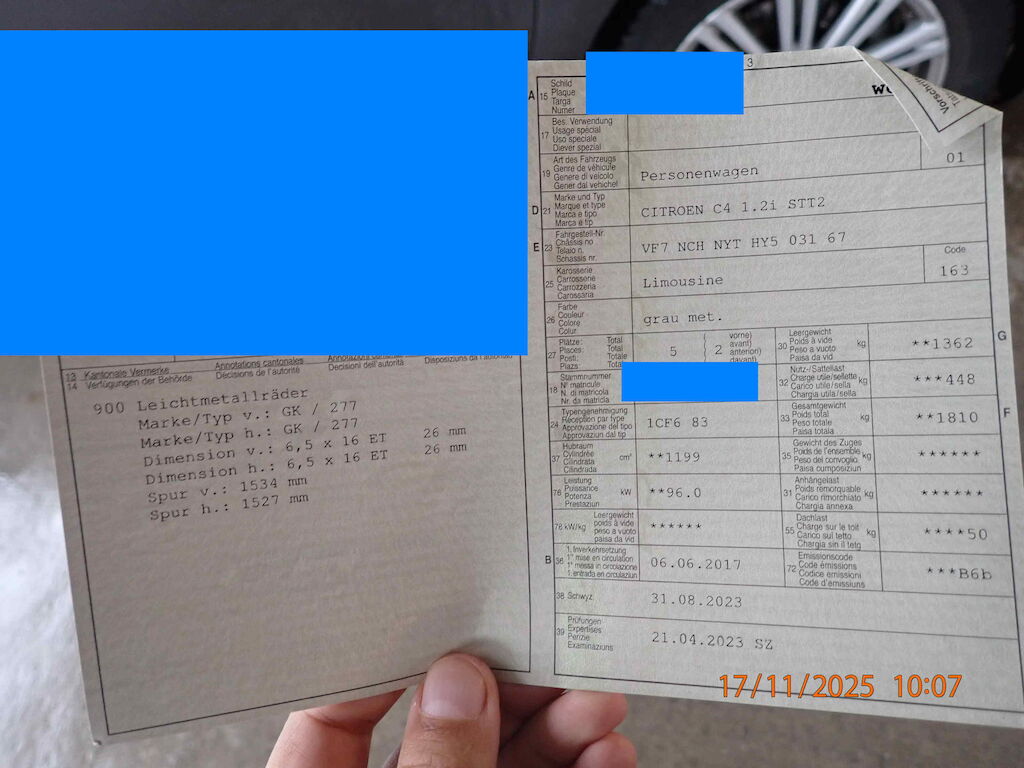 3
A 15 Schild
Plaque
Targa
Numer
Vorschri
17 Bes. Verwendung
Usage spécial
Uso speciale
Diever spezial
19 Art des Fahrzeugs
Genre de véhicule
Genere di veicolo
Gener dal vehichel
Personenwagen
01
D 21 Marke und Typ
Marque et type
Marca e tipo
Marca e tip
CITROEN C4 1.2i STT2
E 23 Fahrgestell-Nr.
Châssis no
Telaio n.
Schassis nr.
VF7 NCH NYT HY5 031 67
25 Karosserie
Carrosserie
Carrozzeria
Carossaria
Limousine
Code
163
26 Farbe
Couleur
Colore
Colur
grau met.
27 Plätze: Total
Places: Total
Posti: Totale
Plazs: Total
5 ( 2 vorne)
avant)
anteriori)
davant)
30 Leergewicht
Poids à vide
Peso a vuoto
Paisa da vid
kg
**1362
G
18 Stammnummer
N° matricule
N. di matricola
Nr. da matricla
32 Nutz-/Sattellast
Charge utile/sellette
Carico utile/sella
Chargia utila/sella
kg
***448
24 Typengenehmigung
Réception par type
Approvazione del tipo
Approvaziun dal tip
1CF6 83
33 Gesamtgewicht
Poids total
Peso totale
Paisa totala
kg
**1810
F
37 Hubraum
Cylindrée
Cilindrata
Cilindrada
cm³
**1199
35 Gewicht des Zuges
Poids de l'ensemble
Peso del convoglio
Paisa cumposiziun
kg
******
76 Leistung
Puissance
Potenza
Prestaziun
kW
**96.0
31 Anhängelast
Poids remorquable
Carico rimorchiato
Chargia annexa
kg
******
78 kW/kg Leergewicht
poids à vide
peso a vuoto
paisa da vid
******
55 Dachlast
Charge sur le toit
Carico sul tetto
Chargia sin il tetg
kg
****50
B 36 1. Inverkehrsetzung
1re mise en circulation
1a messa in circolazione
1. entrada en circulaziun
06.06.2017
72 Emissionscode
Code émissions
Codice emissioni
Code d'emissiuns
***B6b
38 Schwyz
31.08.2023
39 Prüfungen
Expertises
Perizie
Examinaziuns
21.04.2023 SZ
13 Kantonale Vermerke
Annotations cantonales
14 Verfügungen der Behörde
Décisions de l'autorité
Decisioni dell'autorità
Disposiziuns da l'autoritad
900 Leichtmetallräder
Marke/Typ v.: GK / 277
Marke/Typ h.: GK / 277
Dimension v.: 6,5 x 16 ET 26 mm
Dimension h.: 6,5 x 16 ET 26 mm
Spur v.: 1534 mm
Spur h.: 1527 mm
17/11/2025 10:07